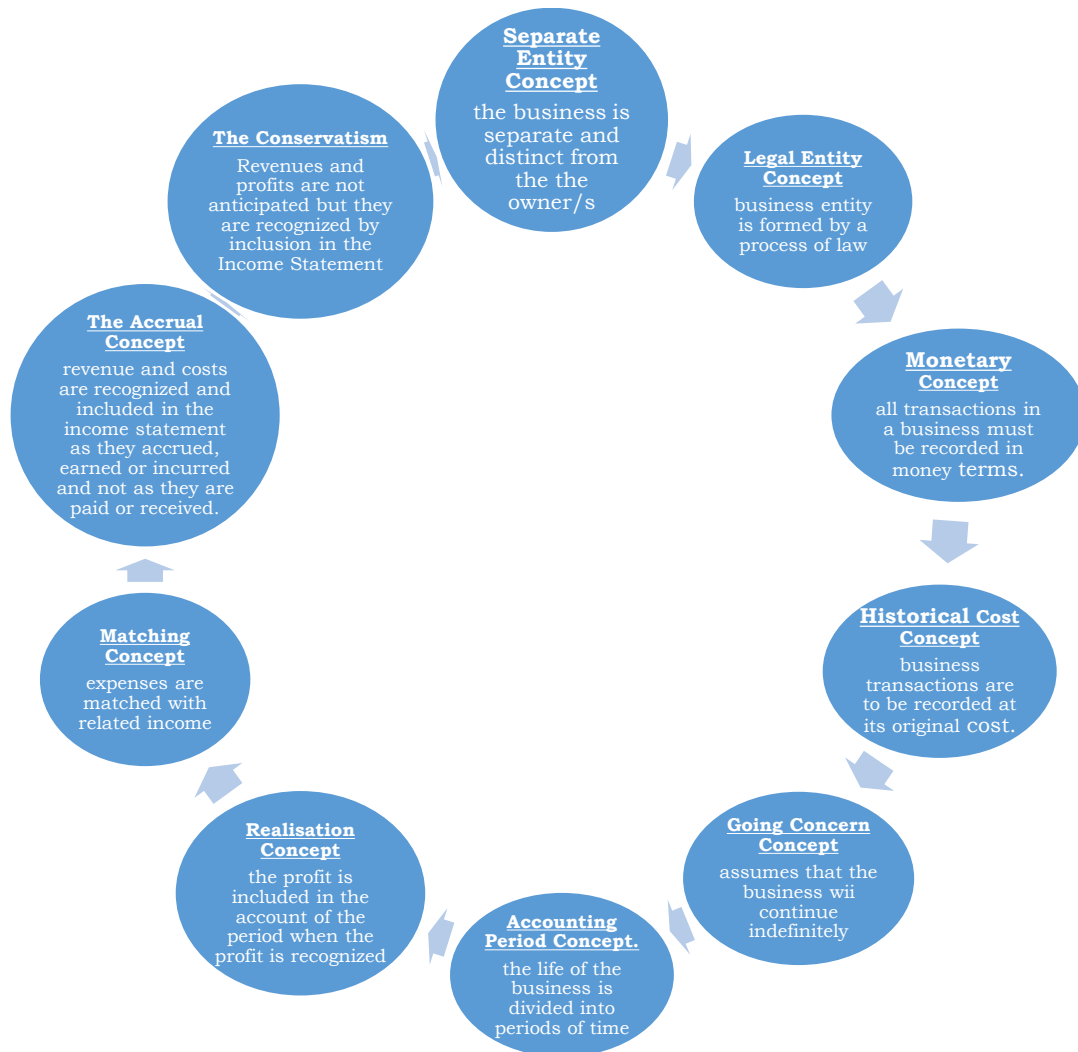 Separate
Entity
Concept
the business is
separate and
distinct from
the the
owner/s
Legal Entity
Concept
business entity
is formed by a
process of law
Monetary
Concept
all transactions in
a business must
be recorded in
money terms.
Historical Cost
Concept
business
transactions are
to be recorded at
its original cost.
Going Concern
Concept
assumes that the
business wii
continue
indefinitely
Accounting
Period Concept.
the life of the
business is
divided into
periods of time
Realisation
Concept
the profit is
included in the
account of the
period when the
profit is recognized
Matching
Concept
expenses are
matched with
related income
The Accrual
Concept
revenue and costs
are recognized and
included in the
income statement
as they accrued,
earned or incurred
and not as they are
paid or received.
The Conservatism
Revenues and
profits are not
anticipated but they
are recognized by
inclusion in the
Income Statement